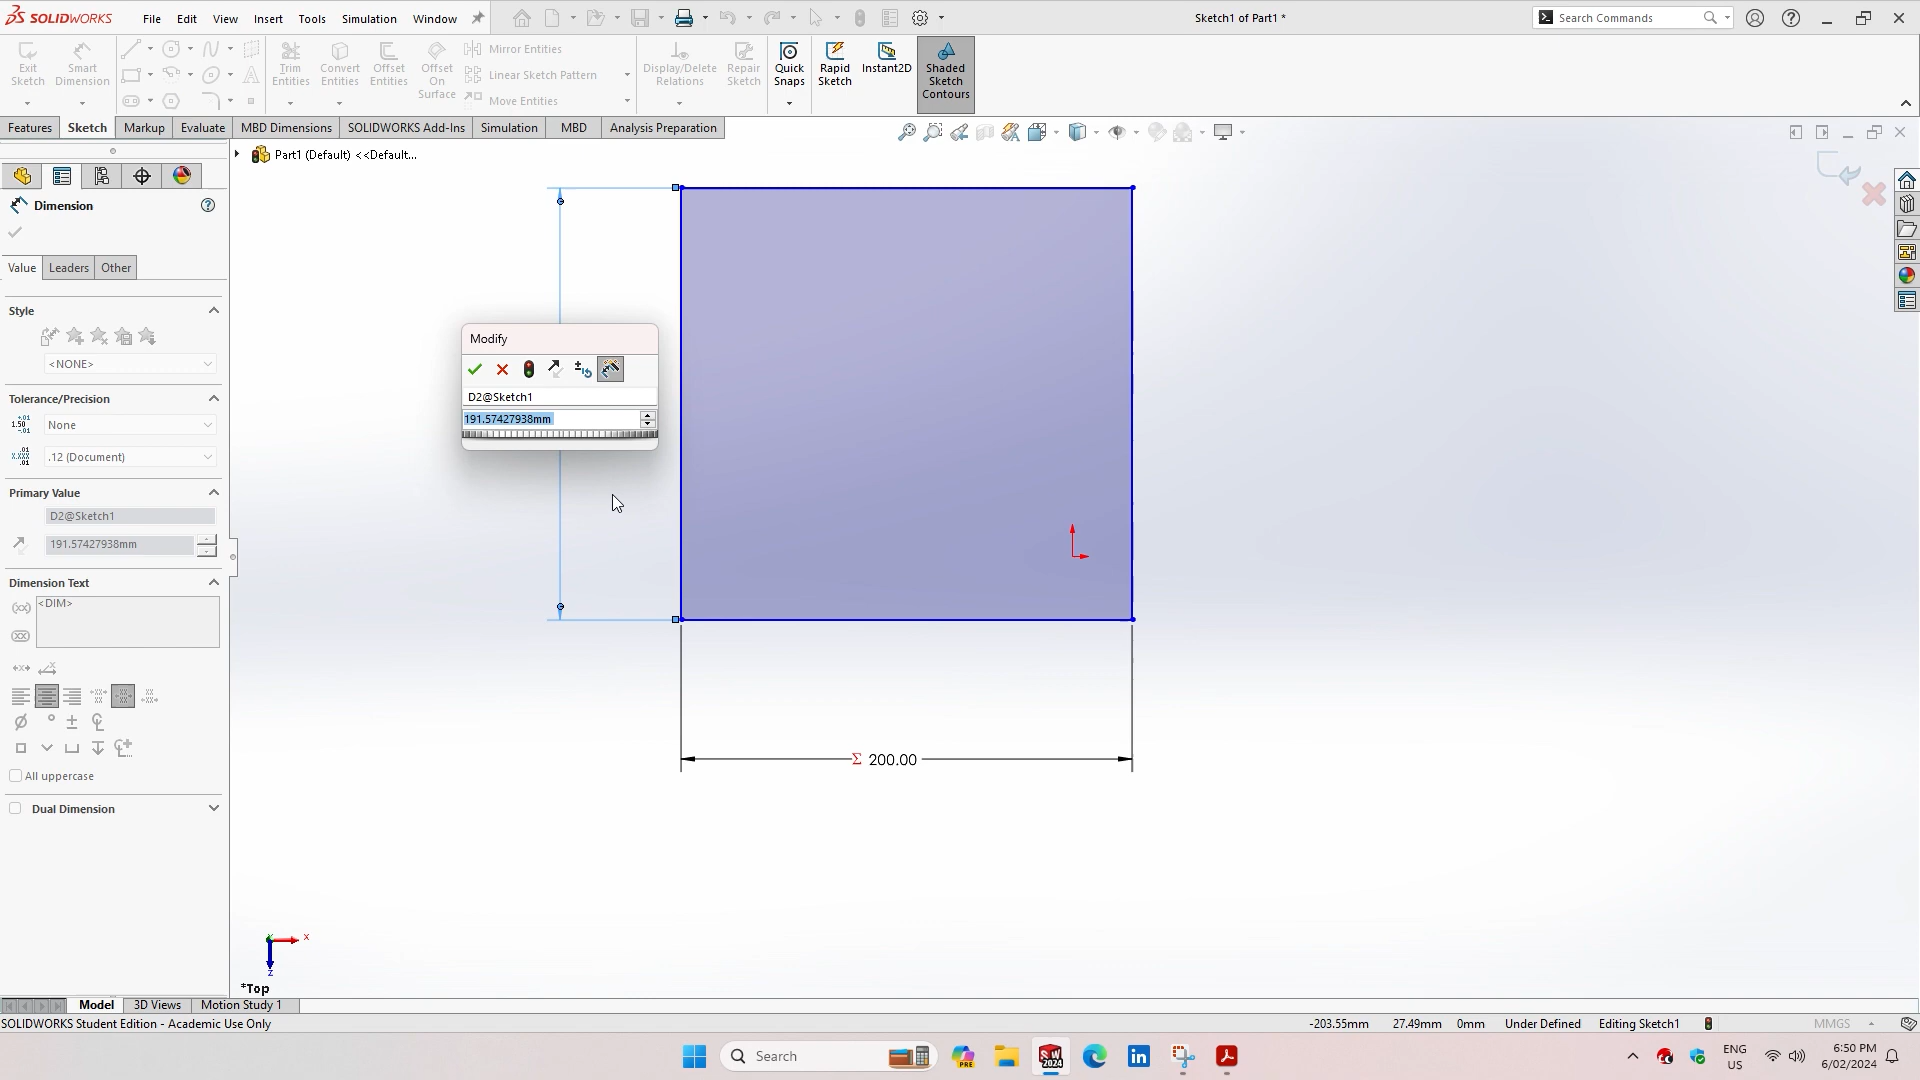 SOLIDWORKS File Edit View Insert Tools Simulation Window
Sketch1 of Part1 *
Search Commands
Exit Sketch
Smart Dimension
Trim Entities
Convert Entities
Offset Entities
Offset On Surface
Mirror Entities
Linear Sketch Pattern
Move Entities
Display/Delete Relations
Repair Sketch
Quick Snaps
Rapid Sketch
Instant2D
Shaded Sketch Contours
Features Sketch Markup Evaluate MBD Dimensions SOLIDWORKS Add-Ins Simulation MBD Analysis Preparation
Part1 (Default) <<Default...
Dimension
Value Leaders Other
Style
<NONE>
Tolerance/Precision
None
.12 (Document)
Primary Value
D2@Sketch1
191.57427938mm
Dimension Text
<DIM>
All uppercase
Dual Dimension
Modify
D2@Sketch1
191.57427938mm
Σ 200.00
X
Z
*Top
Model 3D Views Motion Study 1
SOLIDWORKS Student Edition - Academic Use Only
-203.55mm 27.49mm 0mm Under Defined Editing Sketch1 MMGS
Search
PRE
SW 2024
in
ENG US
6:50 PM
6/02/2024